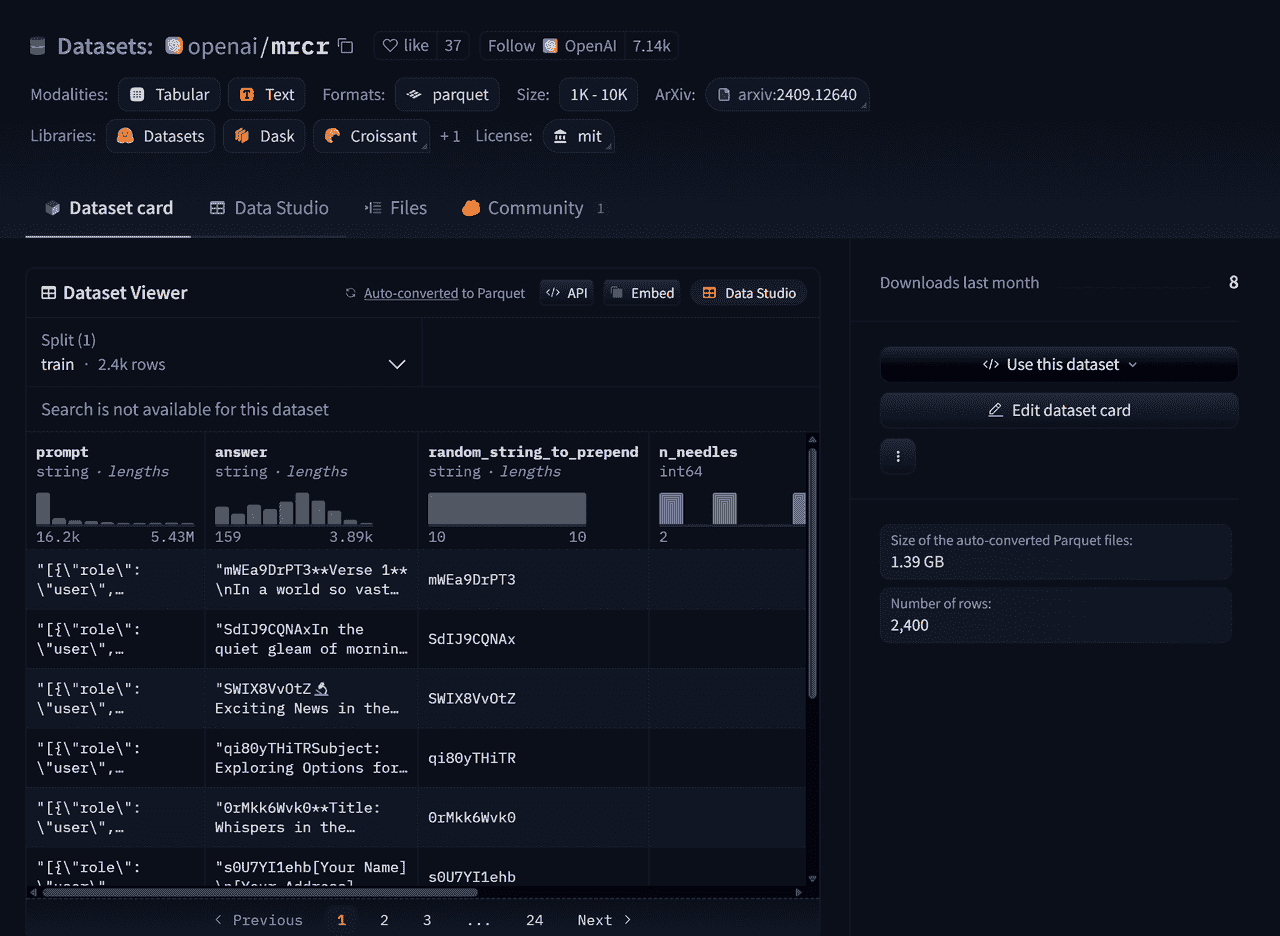 Datasets: openai/mrcr like 37 Follow OpenAI 7.14k
Modalities: Tabular Text Formats: parquet Size: 1K - 10K ArXiv: arxiv:2409.12640
Libraries: Datasets Dask Croissant + 1 License: mit
Dataset card Data Studio Files Community 1
Dataset Viewer Auto-converted to Parquet API Embed Data Studio
Split (1)
train · 2.4k rows
Search is not available for this dataset
prompt answer random_string_to_prepend n_needles
string · lengths string · lengths string · lengths int64
16.2k 5.43M 159 3.89k 10 10 2
"[{\"role\":
\"user\",…
"mWEa9DrPT3**Verse 1**
\nIn a world so vast…
mWEa9DrPT3
"[{\"role\":
\"user\",…
"SdIJ9CQNAxIn the
quiet gleam of mornin…
SdIJ9CQNAx
"[{\"role\":
\"user\",…
"SWIX8VvOtZ🔬
Exciting News in the…
SWIX8VvOtZ
"[{\"role\":
\"user\",…
"qi80yTHiTRSubject:
Exploring Options for…
qi80yTHiTR
"[{\"role\":
\"user\",…
"0rMkk6Wvk0**Title:
Whispers in the…
0rMkk6Wvk0
"[{\"role\":
"s0U7YI1ehb[Your Name]
s0U7YI1ehb
Previous 1 2 3 ... 24 Next
Downloads last month 8
Use this dataset
Edit dataset card
Size of the auto-converted Parquet files:
1.39 GB
Number of rows:
2,400